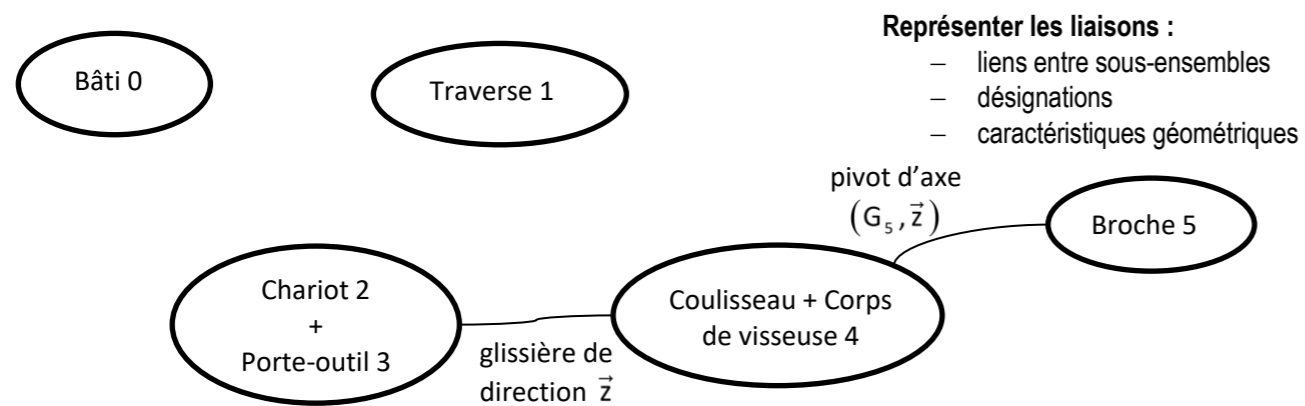 Représenter les liaisons :
– liens entre sous-ensembles
– désignations
– caractéristiques géométriques
Bâti 0
Traverse 1
pivot d’axe
(G₅, z⃗)
Broche 5
Chariot 2
+
Porte-outil 3
glissière de
direction z⃗
Coulisseau + Corps
de visseuse 4